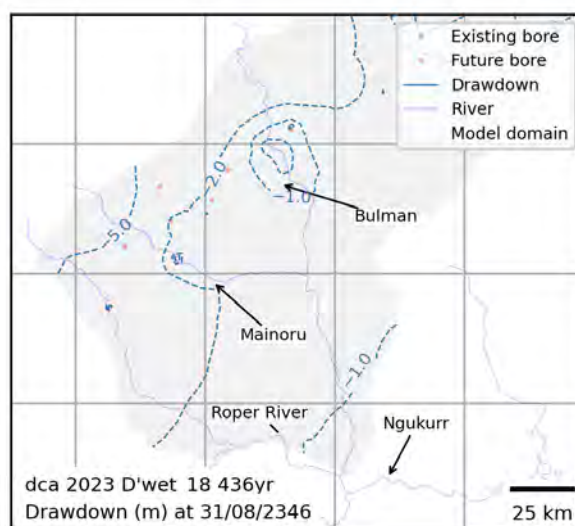 Existing bore
Future bore
Drawdown
River
Model domain
−2.0
−1.0
Bulman
−5.0
Mainoru
−1.0
Roper River
Ngukurr
dca 2023 D'wet 18 436yr
Drawdown (m) at 31/08/2346
25 km